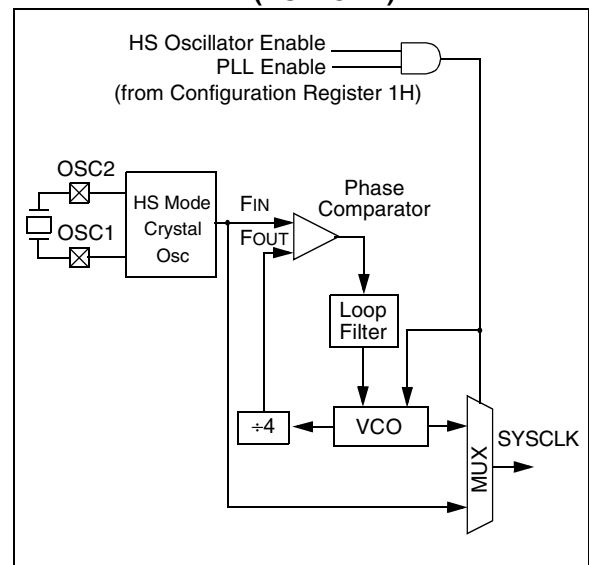 HS Oscillator Enable
PLL Enable
(from Configuration Register 1H)
OSC2
OSC1
HS Mode
Crystal
Osc
FIN
FOUT
Phase
Comparator
Loop
Filter
÷4
VCO
MUX
SYSCLK